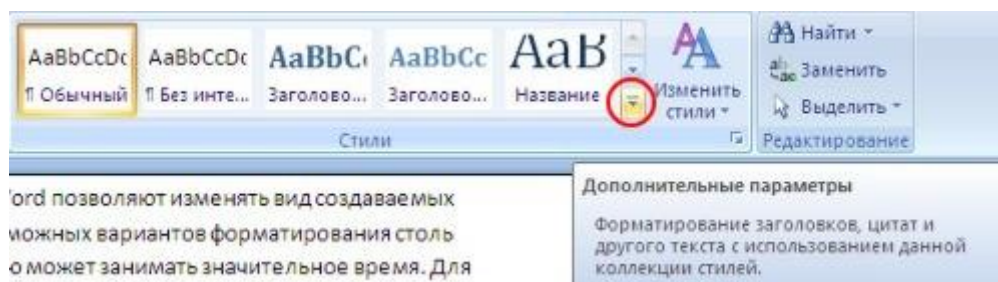 AaBbCcDc AaBbCcDc AaBbC AaBbCc АаВ
¶ Обычный ¶ Без инте... Заголово... Заголово... Название
Изменить
стили
Найти
Заменить
Выделить
Стили
Редактирование
ord позволяют изменять вид создаваемых
можных вариантов форматирования столь
о может занимать значительное время. Для
Дополнительные параметры
Форматирование заголовков, цитат и
другого текста с использованием данной
коллекции стилей.